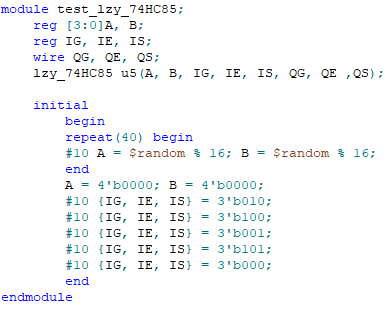 module test_lzy_74HC85;
reg [3:0]A, B;
reg IG, IE, IS;
wire QG, QE, QS;
lzy_74HC85 u5(A, B, IG, IE, IS, QG, QE ,QS);
initial
begin
repeat(40) begin
#10 A = $random % 16; B = $random % 16;
end
A = 4'b0000; B = 4'b0000;
#10 {IG, IE, IS} = 3'b010;
#10 {IG, IE, IS} = 3'b100;
#10 {IG, IE, IS} = 3'b001;
#10 {IG, IE, IS} = 3'b101;
#10 {IG, IE, IS} = 3'b000;
end
endmodule